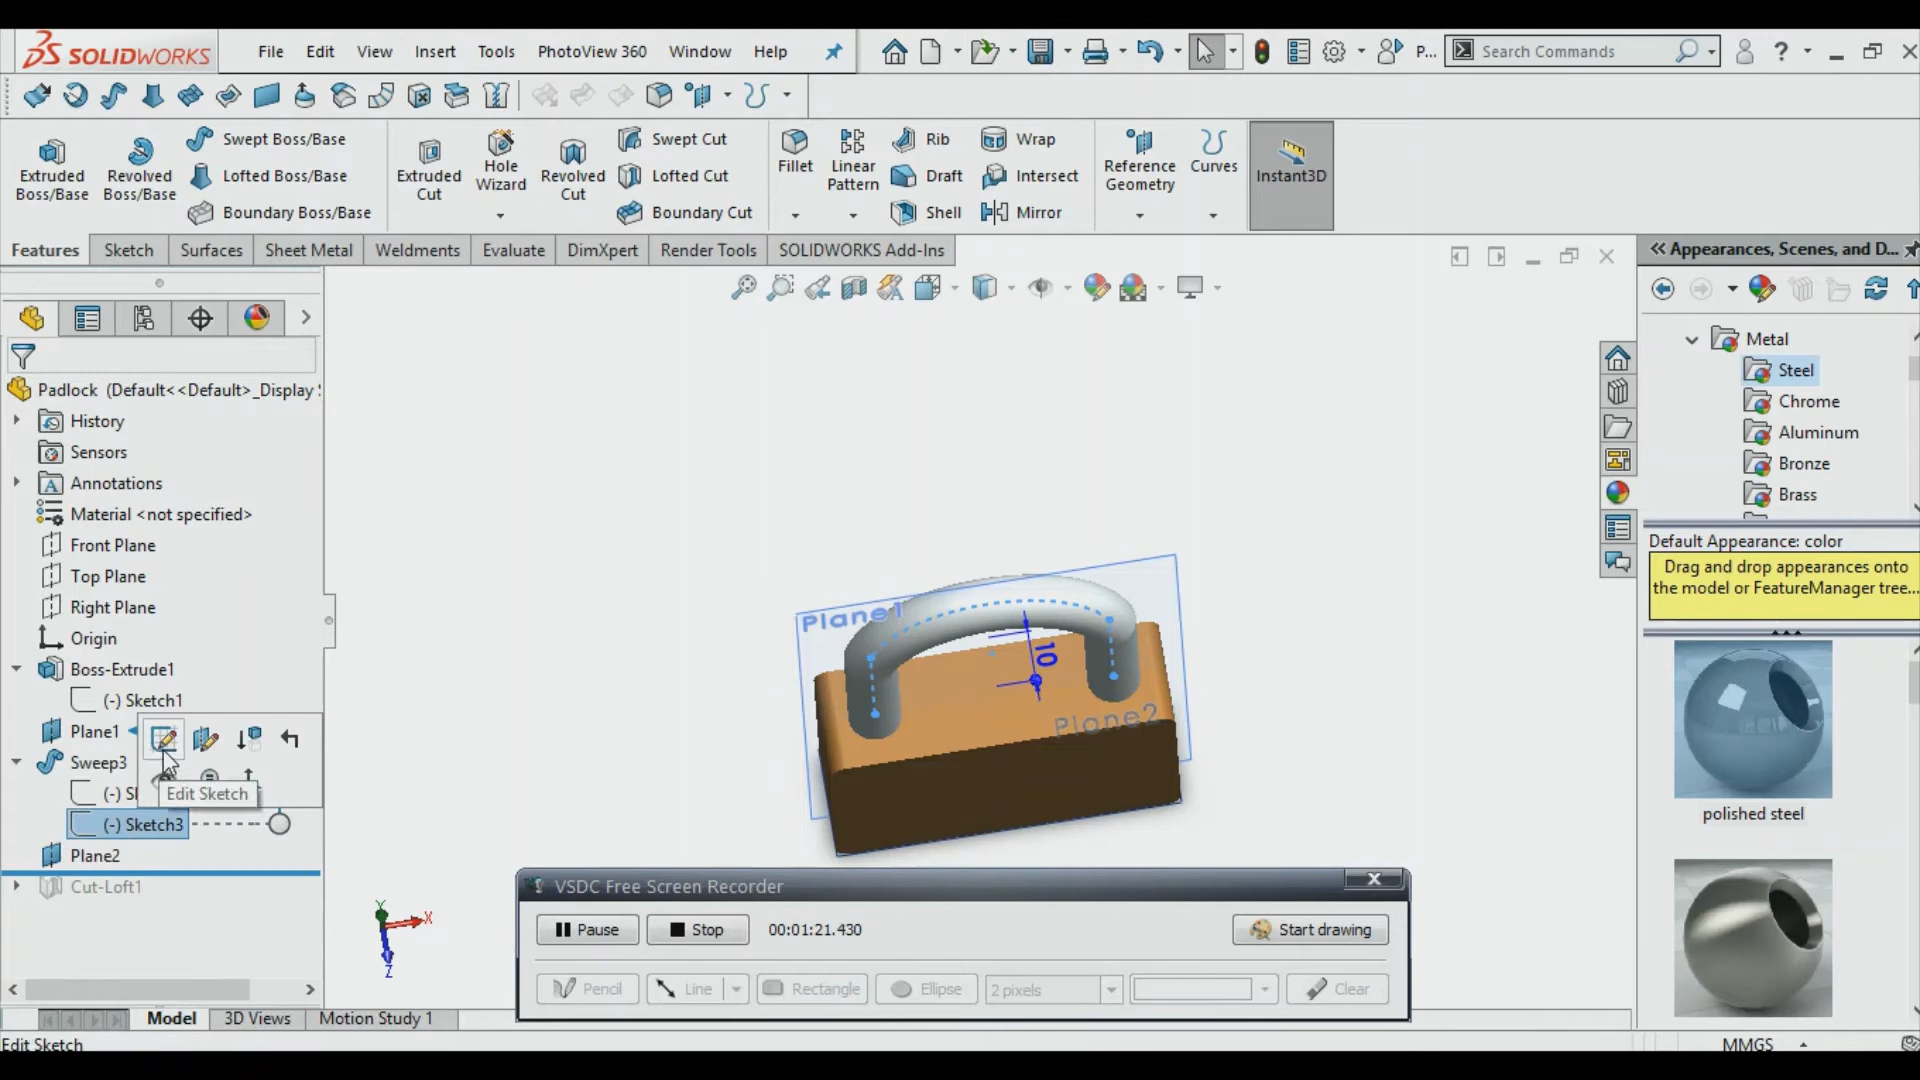 SOLIDWORKS
File Edit View Insert Tools PhotoView 360 Window Help
P...
Search Commands
Extruded Boss/Base
Revolved Boss/Base
Swept Boss/Base
Lofted Boss/Base
Boundary Boss/Base
Extruded Cut
Hole Wizard
Revolved Cut
Swept Cut
Lofted Cut
Boundary Cut
Fillet
Linear Pattern
Rib
Draft
Shell
Wrap
Intersect
Mirror
Reference Geometry
Curves
Instant3D
Features Sketch Surfaces Sheet Metal Weldments Evaluate DimXpert Render Tools SOLIDWORKS Add-Ins
Appearances, Scenes, and D...
Padlock (Default<<Default>_Display
History
Sensors
Annotations
Material <not specified>
Front Plane
Top Plane
Right Plane
Origin
Boss-Extrude1
(-) Sketch1
Plane1
Sweep3
Edit Sketch
(-) Sketch3
Plane2
Cut-Loft1
Plane1
10
Plane2
Y
X
Z
Metal
Steel
Chrome
Aluminum
Bronze
Brass
Default Appearance: color
Drag and drop appearances onto
the model or FeatureManager tree...
polished steel
VSDC Free Screen Recorder
Pause Stop 00:01:21.430 Start drawing
Pencil Line Rectangle Ellipse 2 pixels Clear
Model 3D Views Motion Study 1
Edit Sketch
MMGS